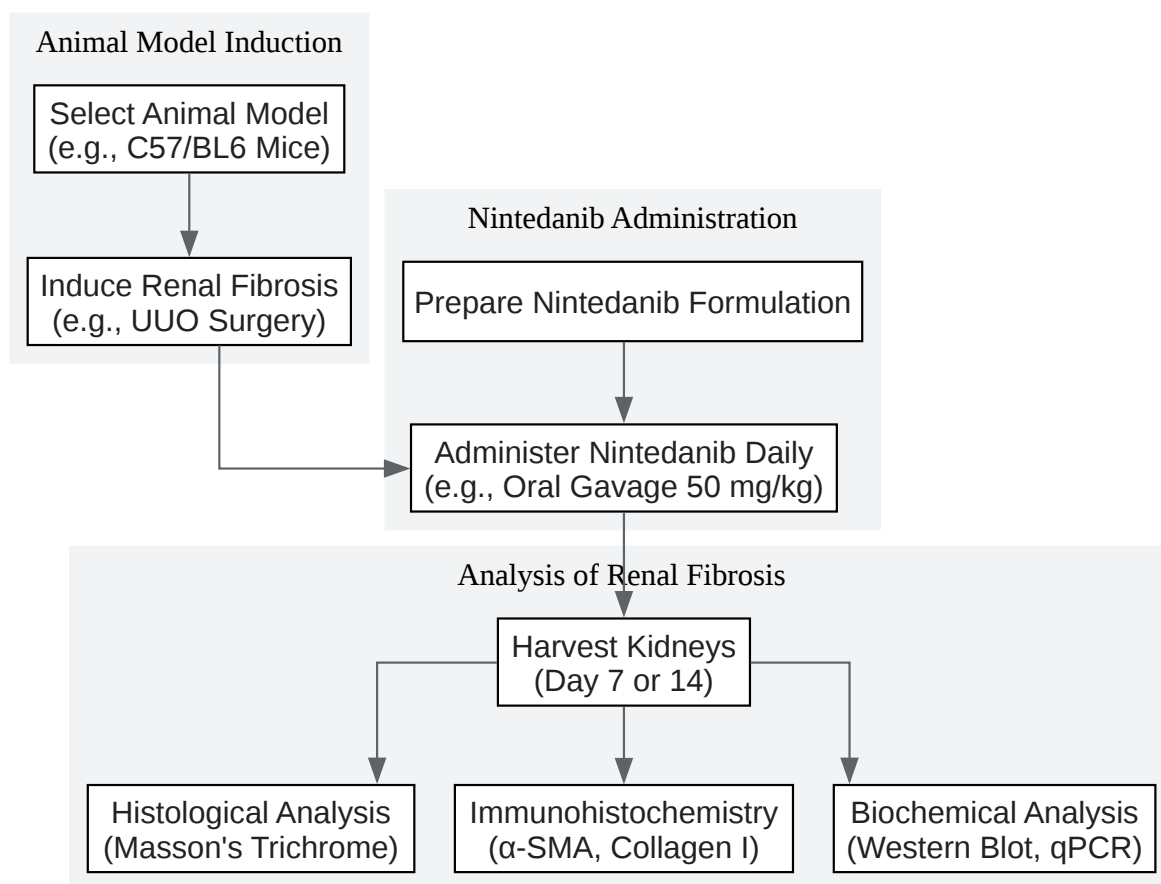 Animal Model Induction
Select Animal Model
(e.g., C57/BL6 Mice)
Induce Renal Fibrosis
(e.g., UUO Surgery)
Nintedanib Administration
Prepare Nintedanib Formulation
Administer Nintedanib Daily
(e.g., Oral Gavage 50 mg/kg)
Analysis of Renal Fibrosis
Harvest Kidneys
(Day 7 or 14)
Histological Analysis
(Masson's Trichrome)
Immunohistochemistry
(α-SMA, Collagen I)
Biochemical Analysis
(Western Blot, qPCR)